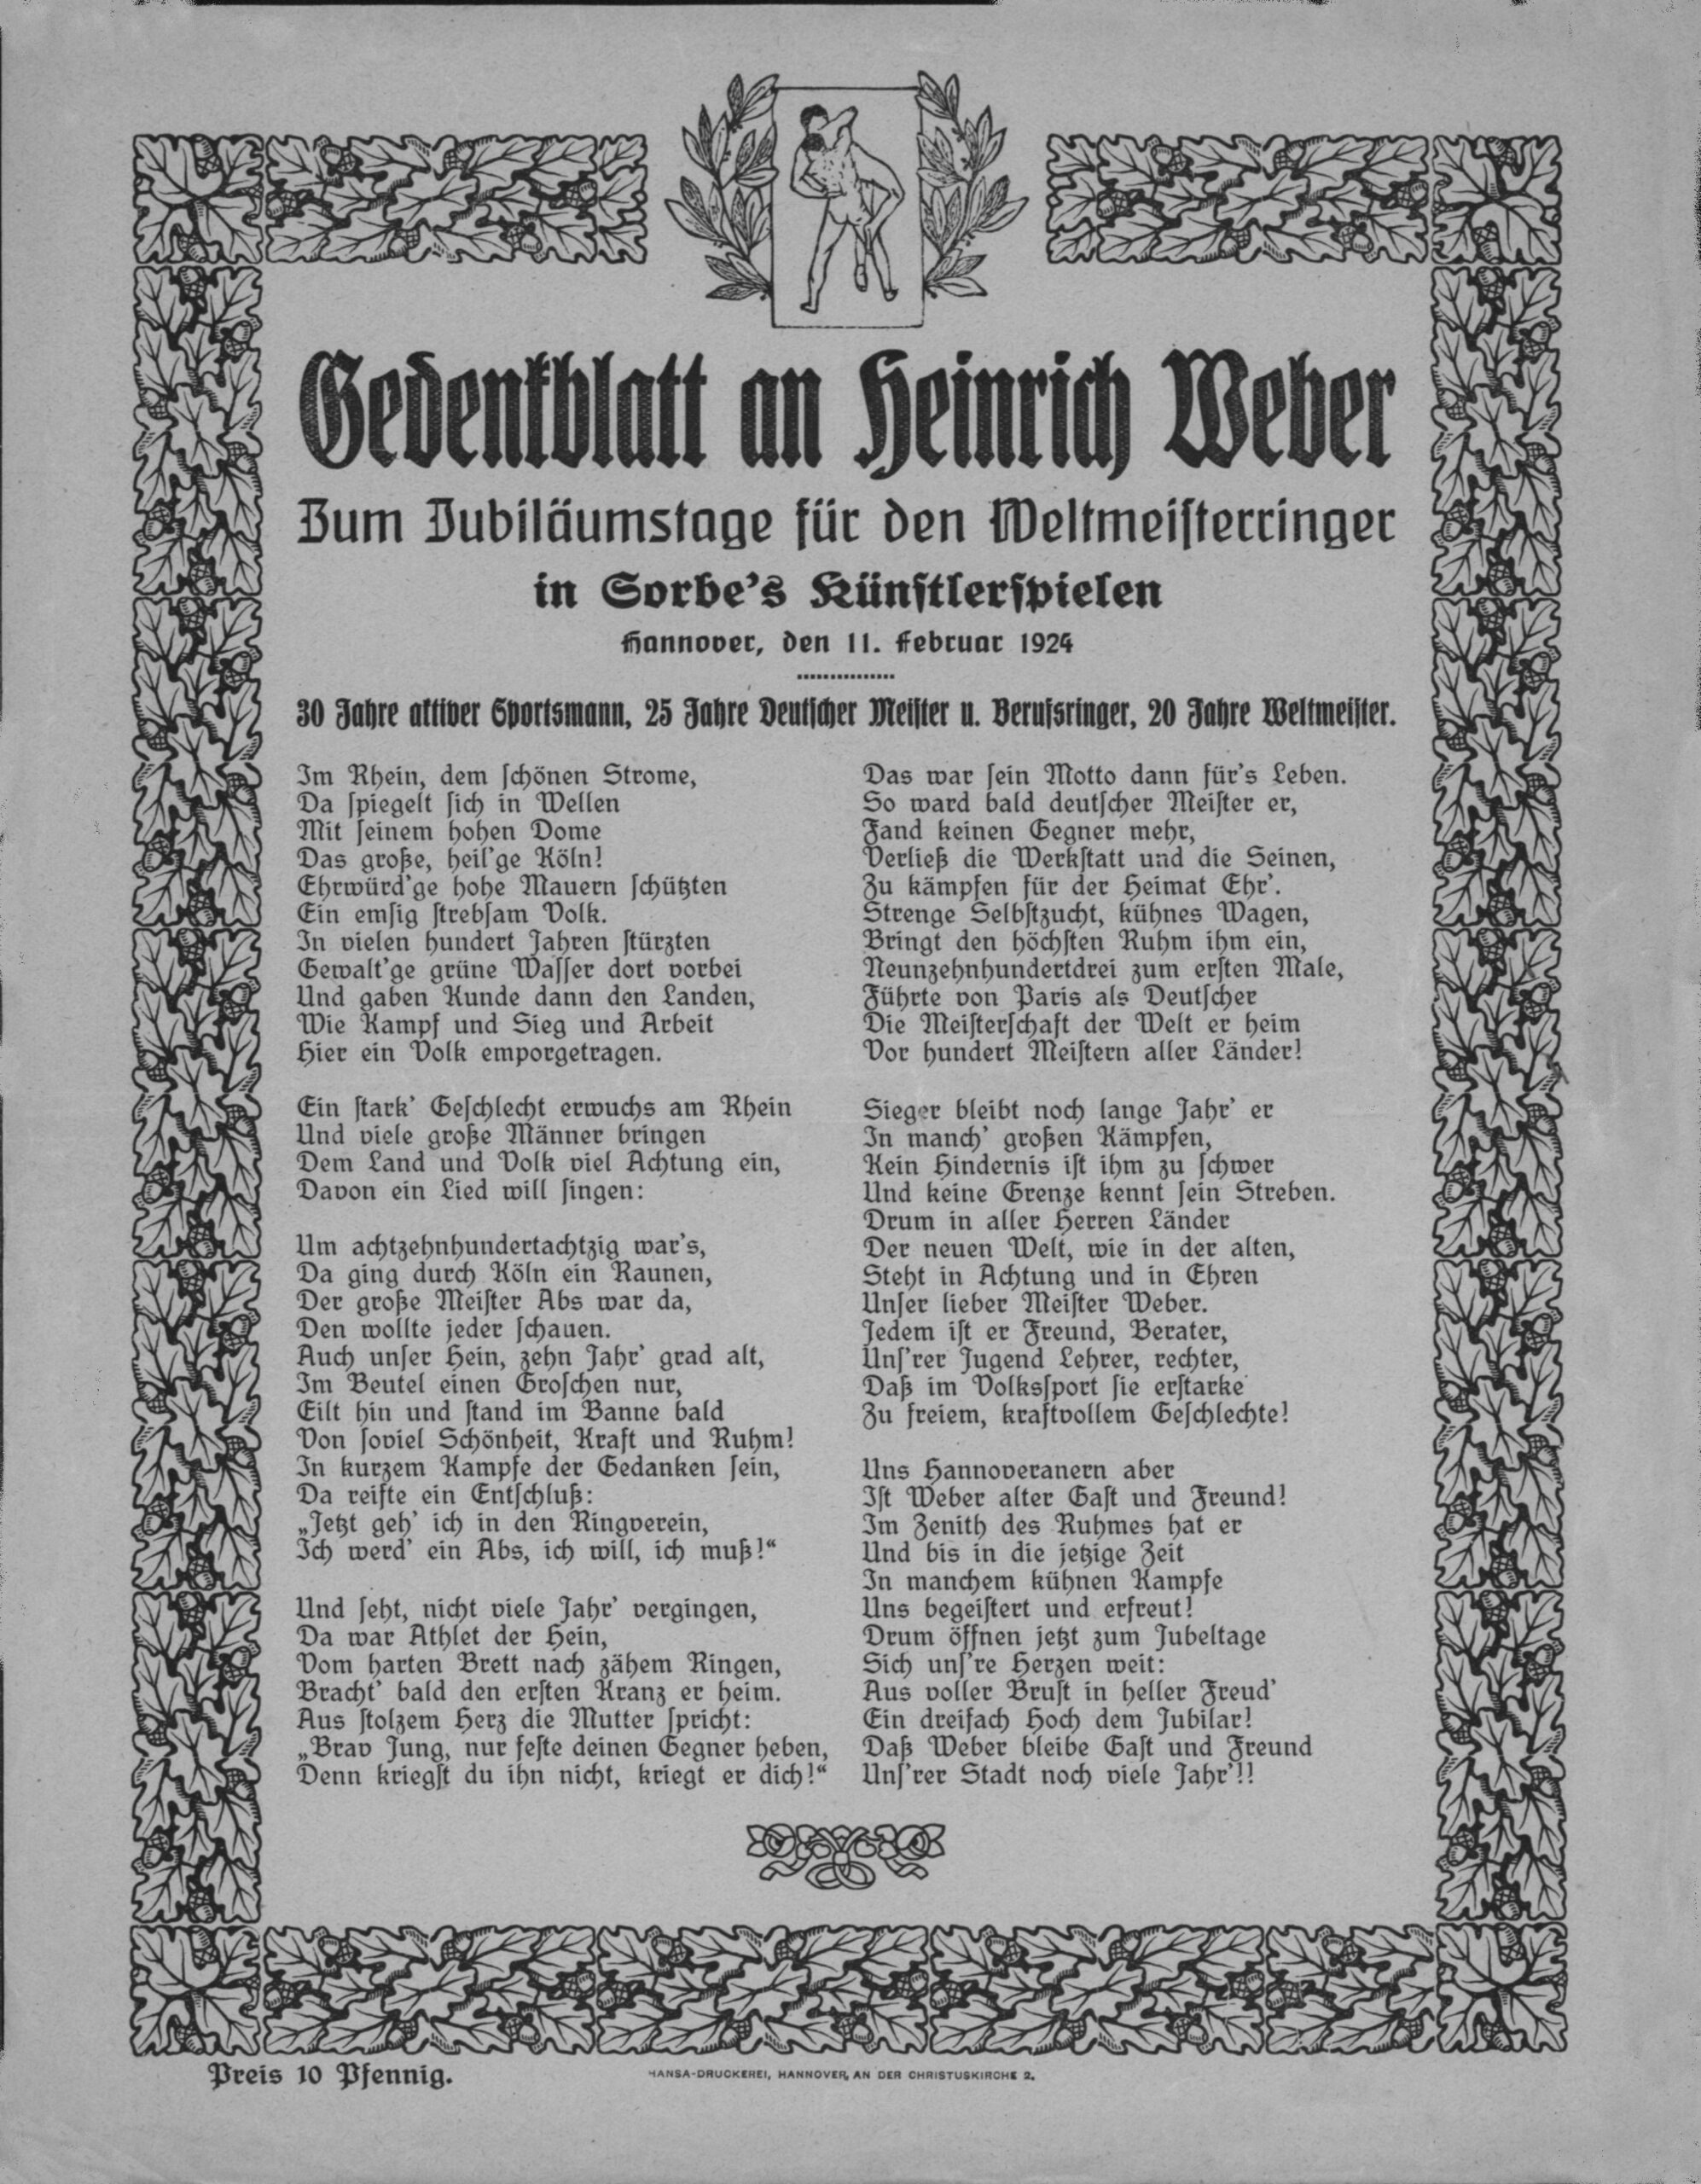 Gedenkblatt an Heinrich Weber
Zum Jubiläumstage für den Weltmeiſterringer
in Sorbe's Künſtlerſpielen
Hannover, den 11. Februar 1924
30 Jahre aktiver Sportsmann, 25 Jahre Deutſcher Meiſter u. Berufsringer, 20 Jahre Weltmeiſter.
Im Rhein, dem ſchönen Strome,
Da ſpiegelt ſich in Wellen
Mit ſeinem hohen Dome
Das große, heil'ge Köln!
Ehrwürd'ge hohe Mauern ſchützten
Ein emſig ſtrebſam Volk.
In vielen hundert Jahren ſtürzten
Gewalt'ge grüne Waſſer dort vorbei
Und gaben Kunde dann den Landen,
Wie Kampf und Sieg und Arbeit
Hier ein Volk emporgetragen.
Ein ſtark' Geſchlecht erwuchs am Rhein
Und viele große Männer bringen
Dem Land und Volk viel Achtung ein,
Davon ein Lied will ſingen:
Um achtzehnhundertachtzig war's,
Da ging durch Köln ein Raunen,
Der große Meiſter Abs war da,
Den wollte jeder ſchauen.
Auch unſer Hein, zehn Jahr' grad alt,
Im Beutel einen Groſchen nur,
Eilt hin und ſtand im Banne bald
Von ſoviel Schönheit, Kraft und Ruhm!
In kurzem Kampfe der Gedanken ſein,
Da reifte ein Entſchluß:
„Jetzt geh' ich in den Ringverein,
Ich werd' ein Abs, ich will, ich muß!“
Und ſeht, nicht viele Jahr' vergingen,
Da war Athlet der Hein,
Vom harten Brett nach zähem Ringen,
Bracht' bald den erſten Kranz er heim.
Aus ſtolzem Herz die Mutter ſpricht:
„Brav Jung, nur feſte deinen Gegner heben,
Denn kriegſt du ihn nicht, kriegt er dich!“
Das war ſein Motto dann für's Leben.
So ward bald deutſcher Meiſter er,
Fand keinen Gegner mehr,
Verließ die Werkſtatt und die Seinen,
Zu kämpfen für der Heimat Ehr'.
Strenge Selbſtzucht, kühnes Wagen,
Bringt den höchſten Ruhm ihm ein,
Neunzehnhundertdrei zum erſten Male,
Führte von Paris als Deutſcher
Die Meiſterſchaft der Welt er heim
Vor hundert Meiſtern aller Länder!
Sieger bleibt noch lange Jahr' er
In manch' großen Kämpfen,
Kein Hindernis iſt ihm zu ſchwer
Und keine Grenze kennt ſein Streben.
Drum in aller Herren Länder
Der neuen Welt, wie in der alten,
Steht in Achtung und in Ehren
Unſer lieber Meiſter Weber.
Jedem iſt er Freund, Berater,
Unſ'rer Jugend Lehrer, rechter,
Daß im Volksſport ſie erſtarke
Zu freiem, kraftvollem Geſchlechte!
Uns Hannoveranern aber
Iſt Weber alter Gaſt und Freund!
Im Zenith des Ruhmes hat er
Und bis in die jetzige Zeit
In manchem kühnen Kampfe
Uns begeiſtert und erfreut!
Drum öffnen jetzt zum Jubeltage
Sich unſ're Herzen weit:
Aus voller Bruſt in heller Freud'
Ein dreifach Hoch dem Jubilar!
Daß Weber bleibe Gaſt und Freund
Unſ'rer Stadt noch viele Jahr'!!
Preis 10 Pfennig.
HANSA-DRUCKEREI, HANNOVER, AN DER CHRISTUSKIRCHE 2.